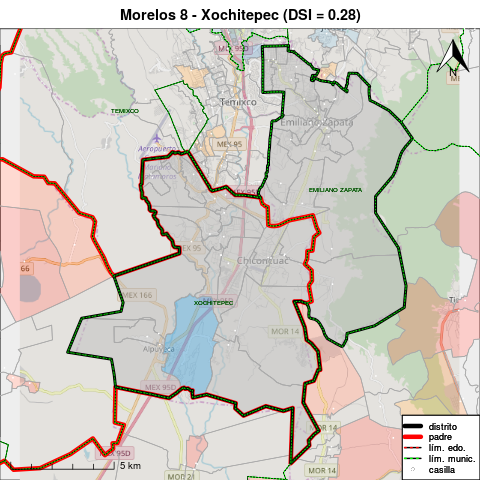 Morelos 8 - Xochitepec (DSI = 0.28)
MEX 95D
N
TEMIXCO
Temixco
Emiliano Zapata
Aeropuerto
MEX 95
EMILIANO ZAPATA
MEX 95
Chiconcuac
66
MEX 166
XOCHITEPEC
MOR 14
Alpuyeca
MEX 95D
MOR 14
MEX 95D
MOR 14
5 km
distrito
padre
lím. edo.
lím. munic.
casilla